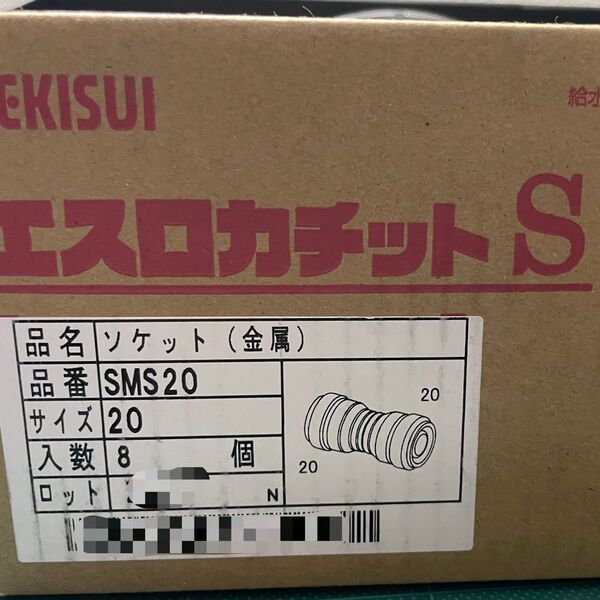 EKISUI
給水
エスロカチットS
品名 ソケット(金属)
品番 SMS20
サイズ 20
入数 8 個
ロット N
20
20